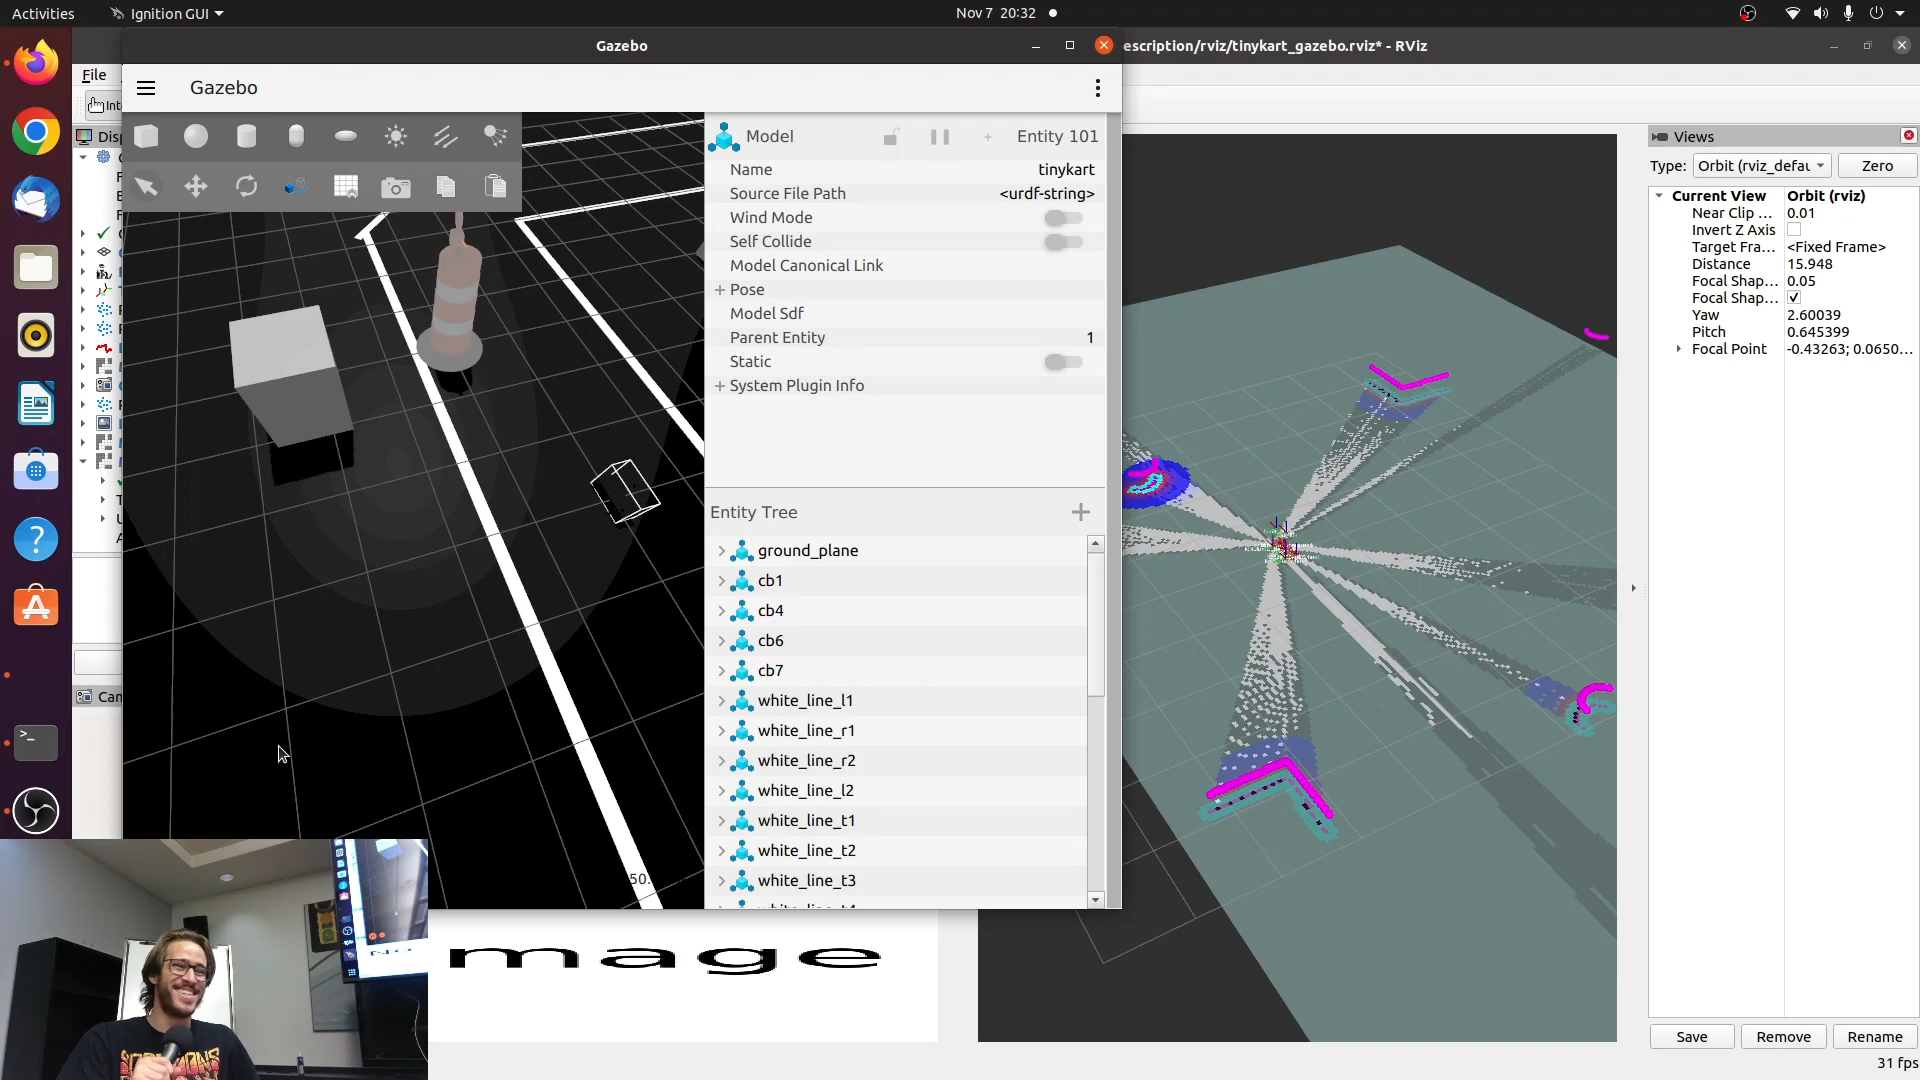 Activities
Ignition GUI
Nov 7 20:32
Gazebo
escription/rviz/tinykart_gazebo.rviz* - RViz
File
Gazebo
Int
Disp
Model
Entity 101
Name
tinykart
Source File Path
<urdf-string>
Wind Mode
Self Collide
Model Canonical Link
Pose
Model Sdf
Parent Entity
1
Static
System Plugin Info
Entity Tree
ground_plane
cb1
cb4
cb6
cb7
white_line_l1
white_line_r1
white_line_r2
white_line_l2
white_line_t1
white_line_t2
white_line_t3
50.
Can
mage
Views
Type:
Orbit (rviz_defau
Zero
Current View
Orbit (rviz)
Near Clip ...
0.01
Invert Z Axis
Target Fra...
<Fixed Frame>
Distance
15.948
Focal Shap...
0.05
Focal Shap...
Yaw
2.60039
Pitch
0.645399
Focal Point
-0.43263; 0.0650...
Save
Remove
Rename
31 fps
SCORPIONS